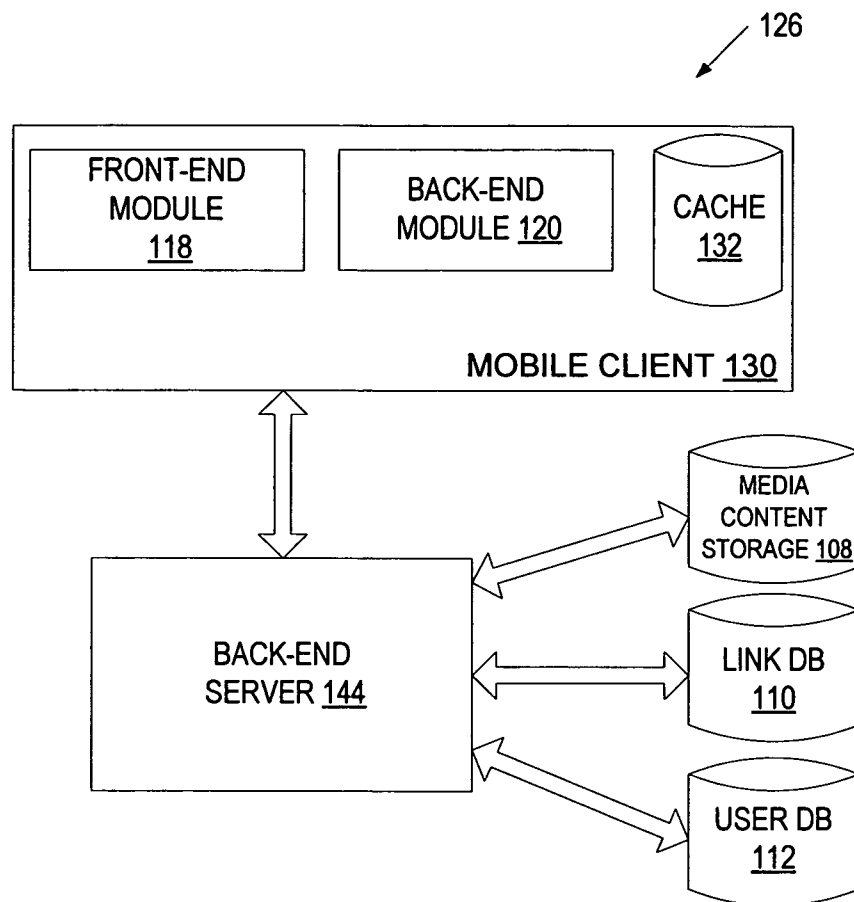 126
FRONT-END
MODULE
118
BACK-END
MODULE 120
CACHE
132
MOBILE CLIENT 130
MEDIA
CONTENT
STORAGE 108
BACK-END
SERVER 144
LINK DB
110
USER DB
112